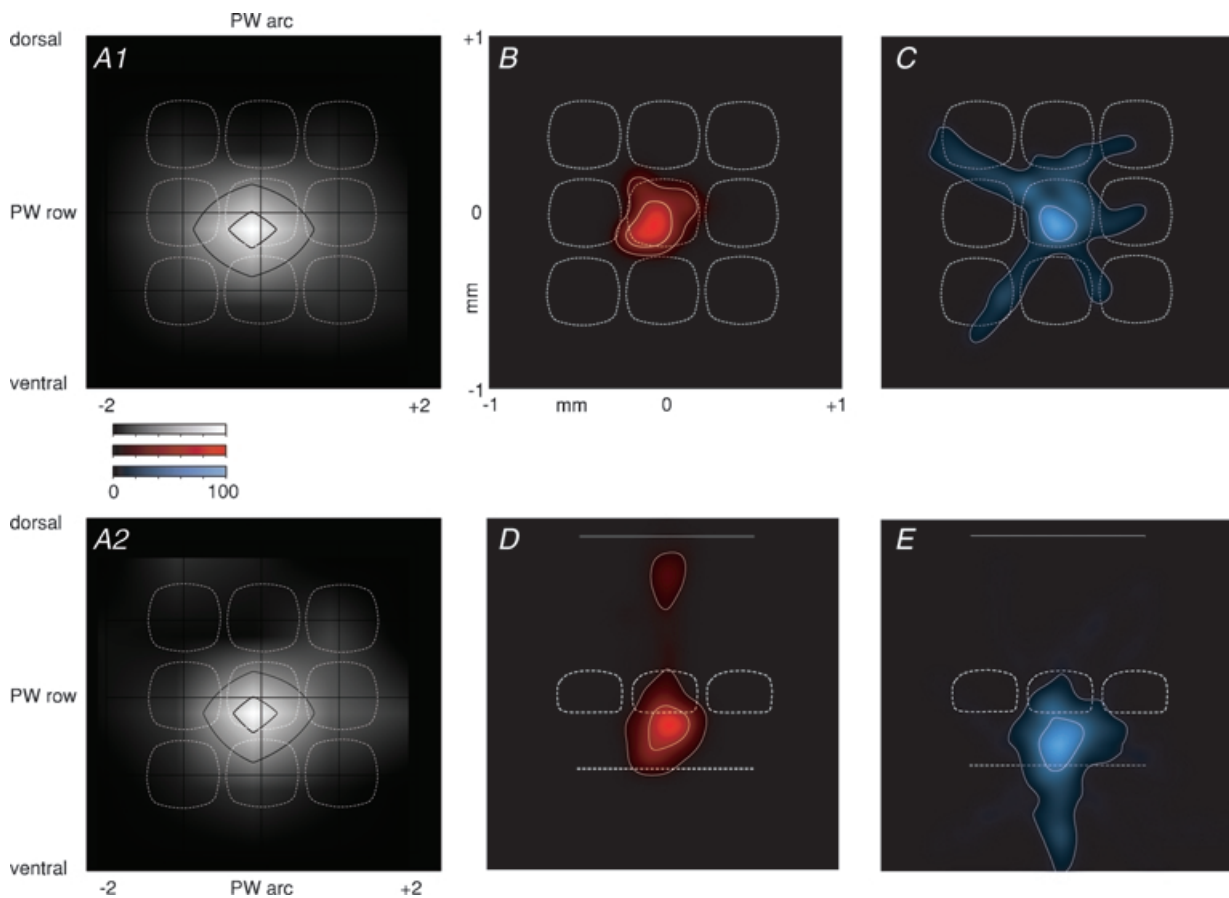 PW arc
dorsal
A1
+1
B
C
PW row
0
mm
ventral
-1
-2
+2
-1
mm
0
+1
0
100
dorsal
A2
D
E
PW row
ventral
-2
PW arc
+2